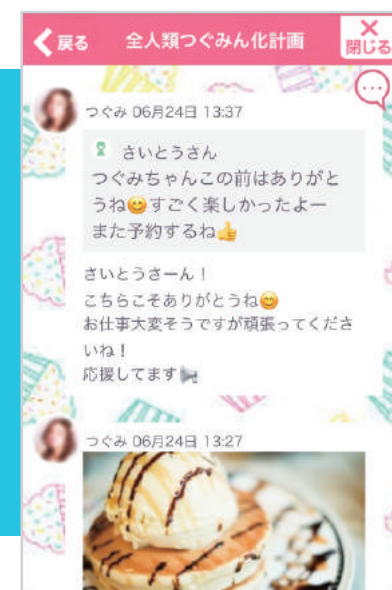 戻る
全人類つぐみん化計画
閉じる
つぐみ 06月24日 13:37
さいとうさん
つぐみちゃんこの前はありがと
うね😊すごく楽しかったよー
また予約するね👍
さいとうさーん！
こちらこそありがとうね😊
お仕事大変そうですが頑張ってくださ
いね！
応援してます📣
つぐみ 06月24日 13:27